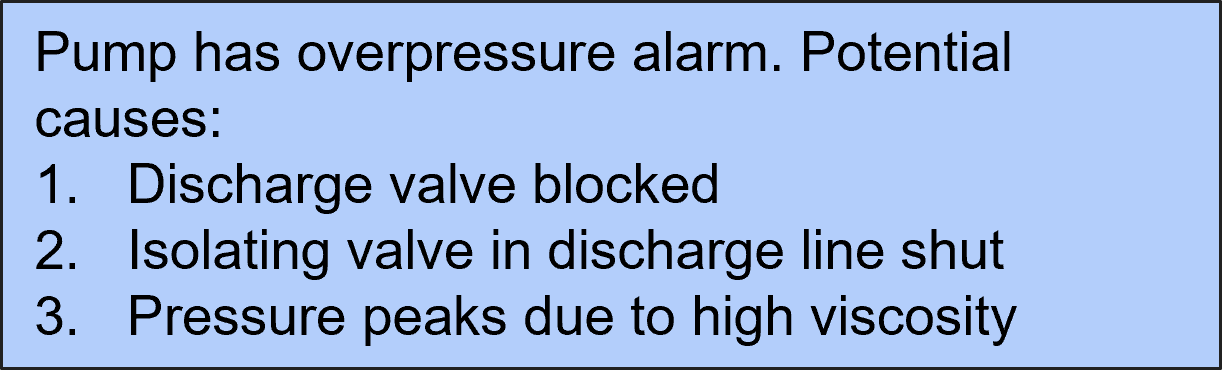 Pump has overpressure alarm. Potential
causes:
1. Discharge valve blocked
2. Isolating valve in discharge line shut
3. Pressure peaks due to high viscosity